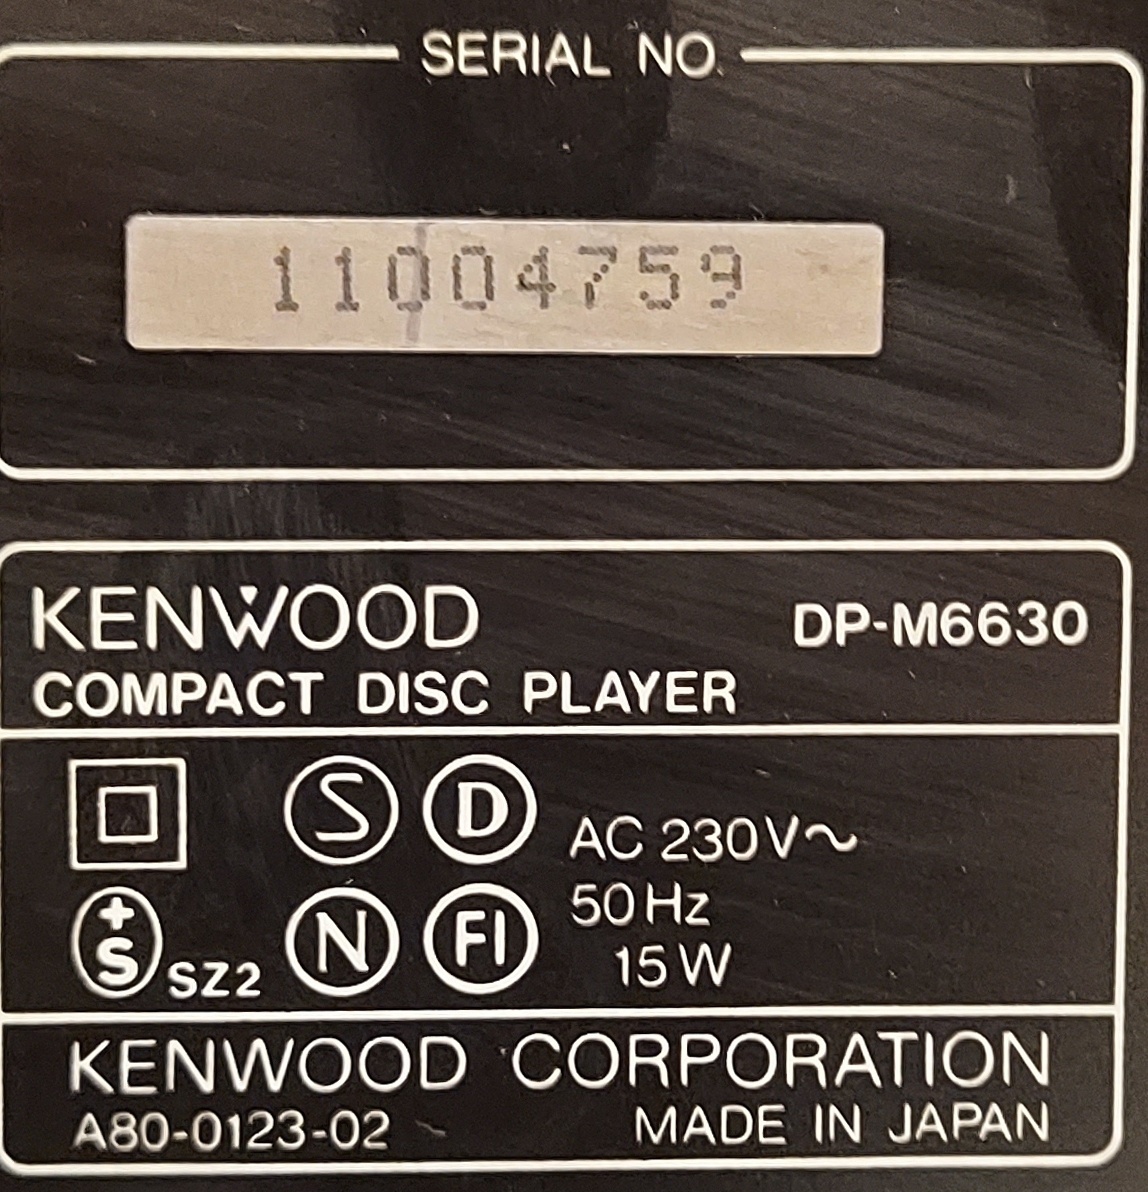 SERIAL NO.
11004759
KENWOOD DP-M6630
COMPACT DISC PLAYER
S D AC 230V~
50Hz
+S SZ2 N FI 15W
KENWOOD CORPORATION
A80-0123-02 MADE IN JAPAN